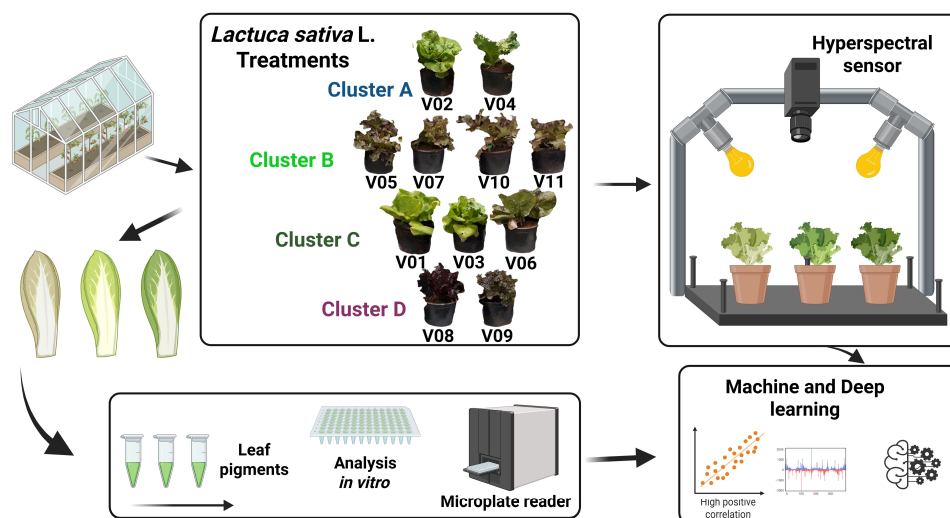 Lactuca sativa L.
Treatments
Cluster A
V02 V04
Cluster B
V05 V07 V10 V11
Cluster C
V01 V03 V06
Cluster D
V08 V09
Hyperspectral
sensor
Leaf
pigments
Analysis
in vitro
Microplate reader
Machine and Deep
learning
High positive
correlation